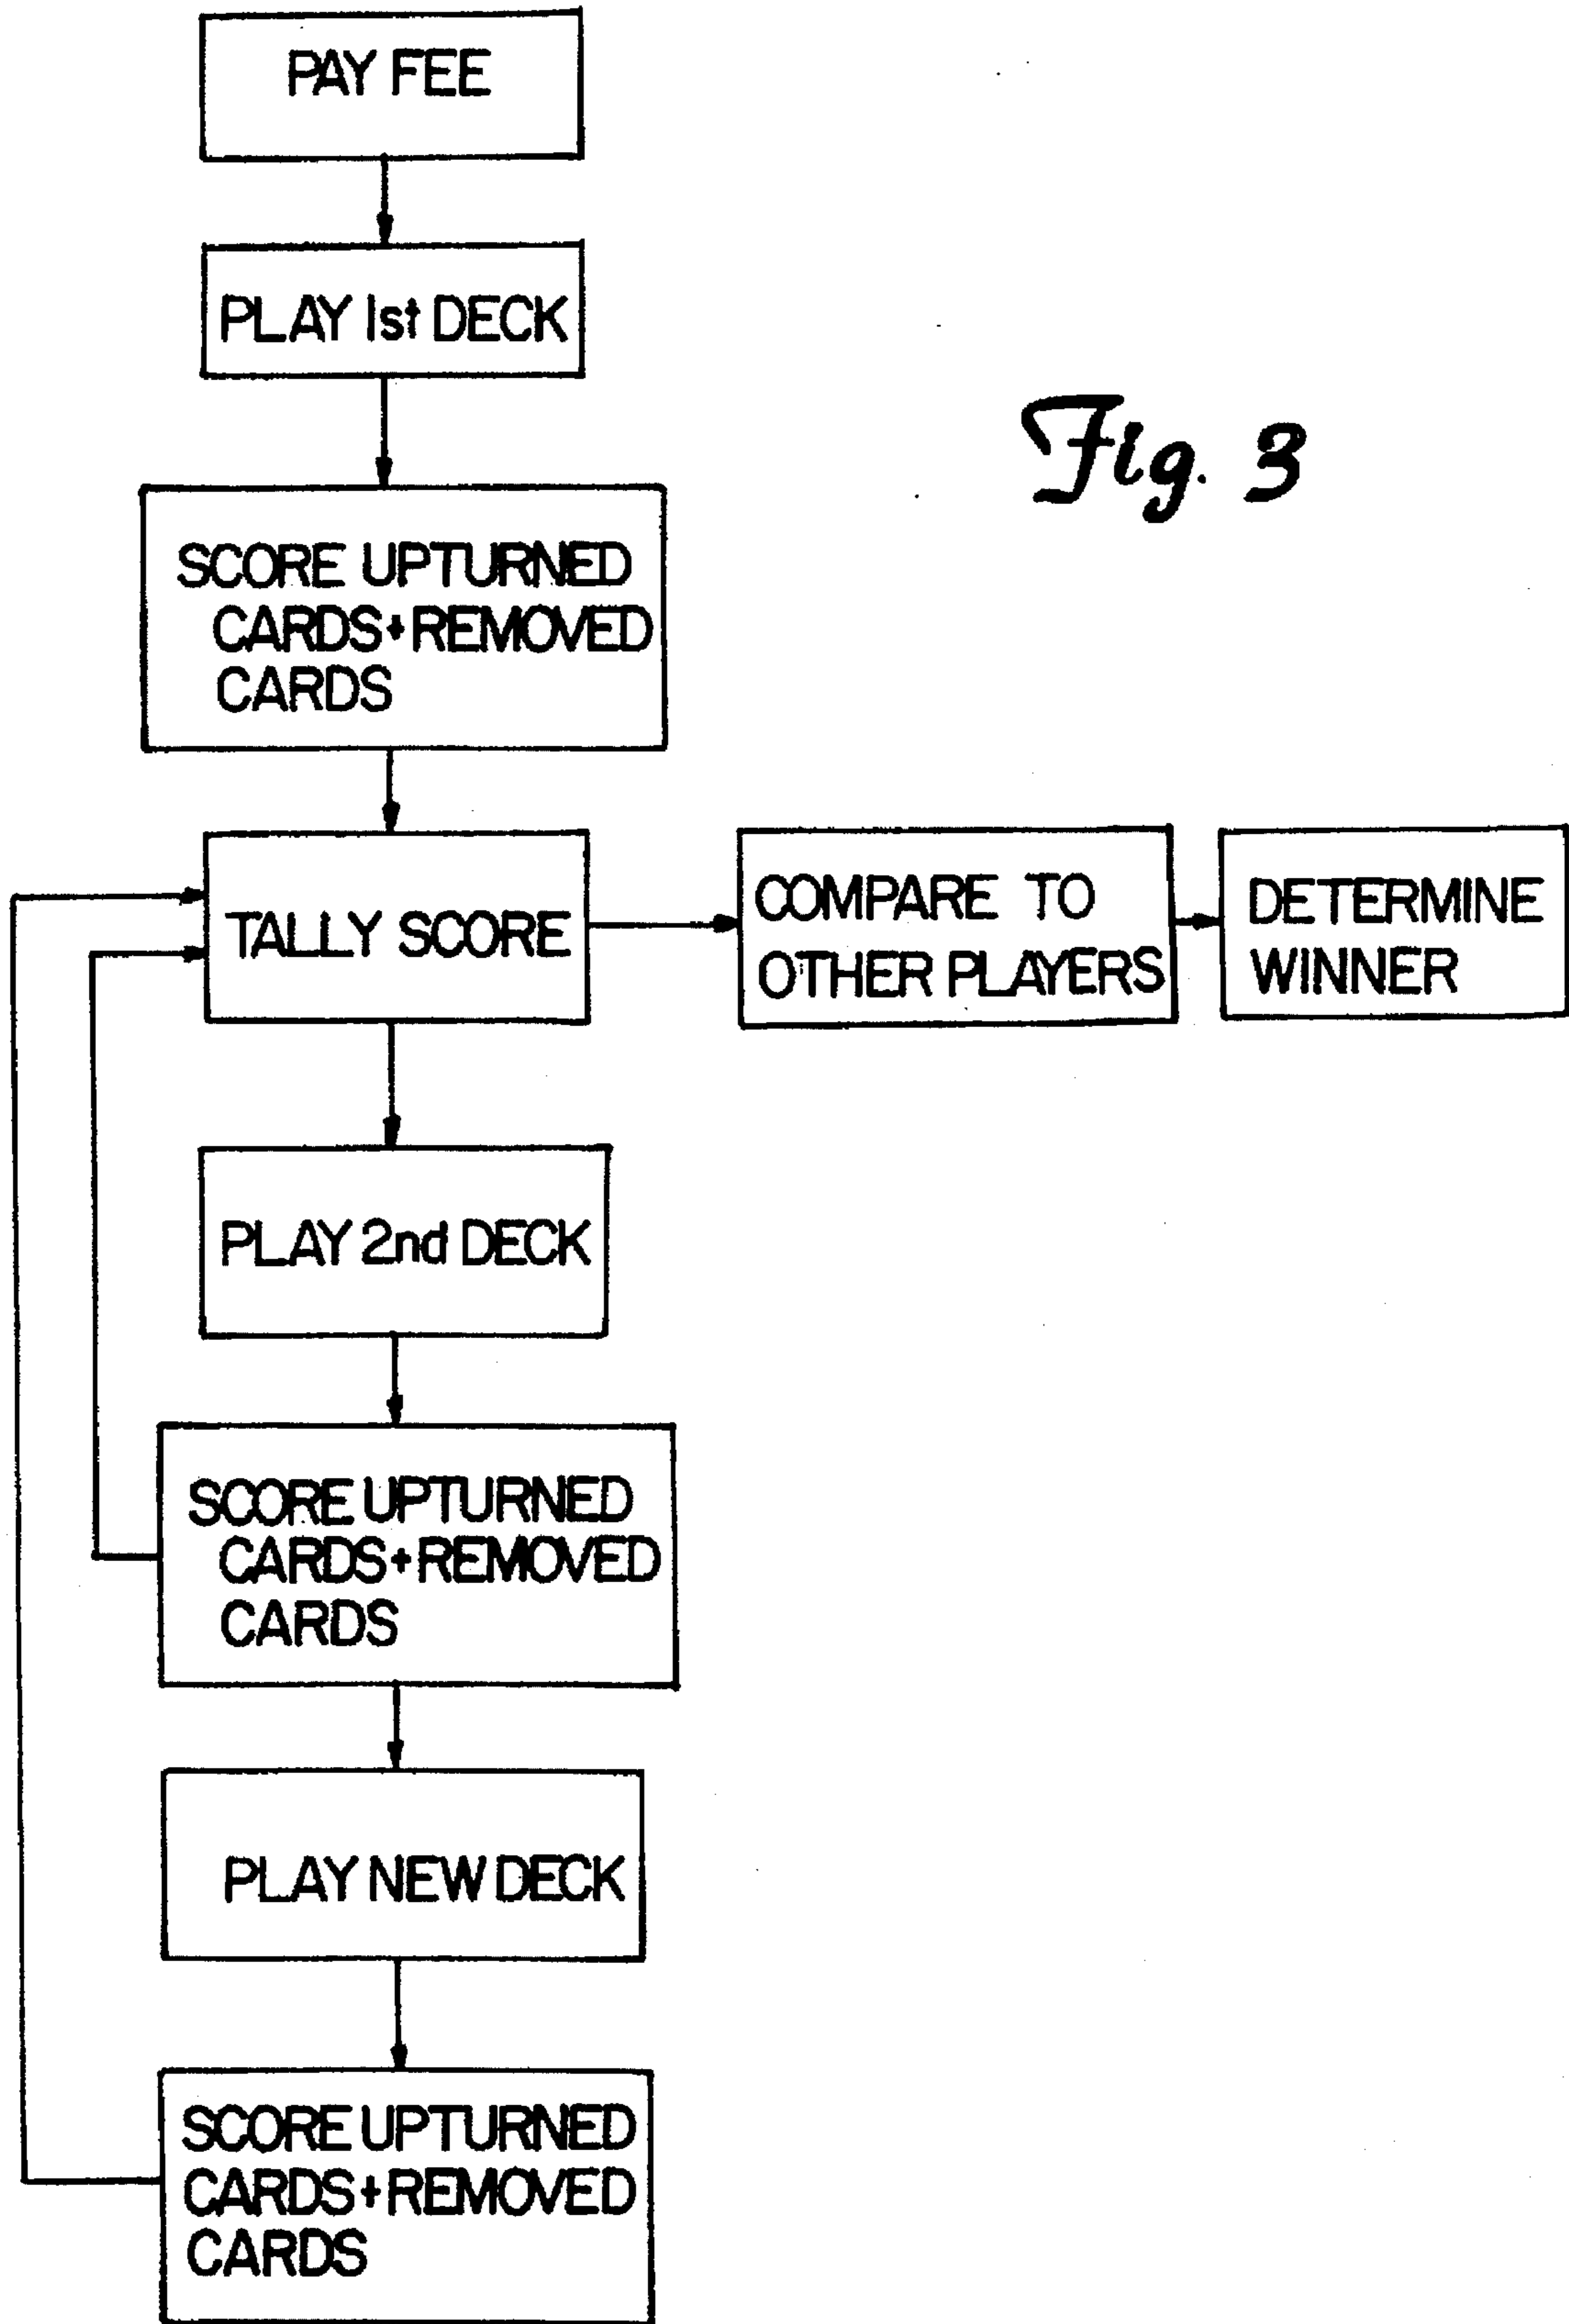 PAY FEE
PLAY 1st DECK
Fig. 3
SCORE UPTURNED
CARDS+REMOVED
CARDS
TALLY SCORE
COMPARE TO
OTHER PLAYERS
DETERMINE
WINNER
PLAY 2nd DECK
SCORE UPTURNED
CARDS+REMOVED
CARDS
PLAY NEW DECK
SCORE UPTURNED
CARDS+REMOVED
CARDS